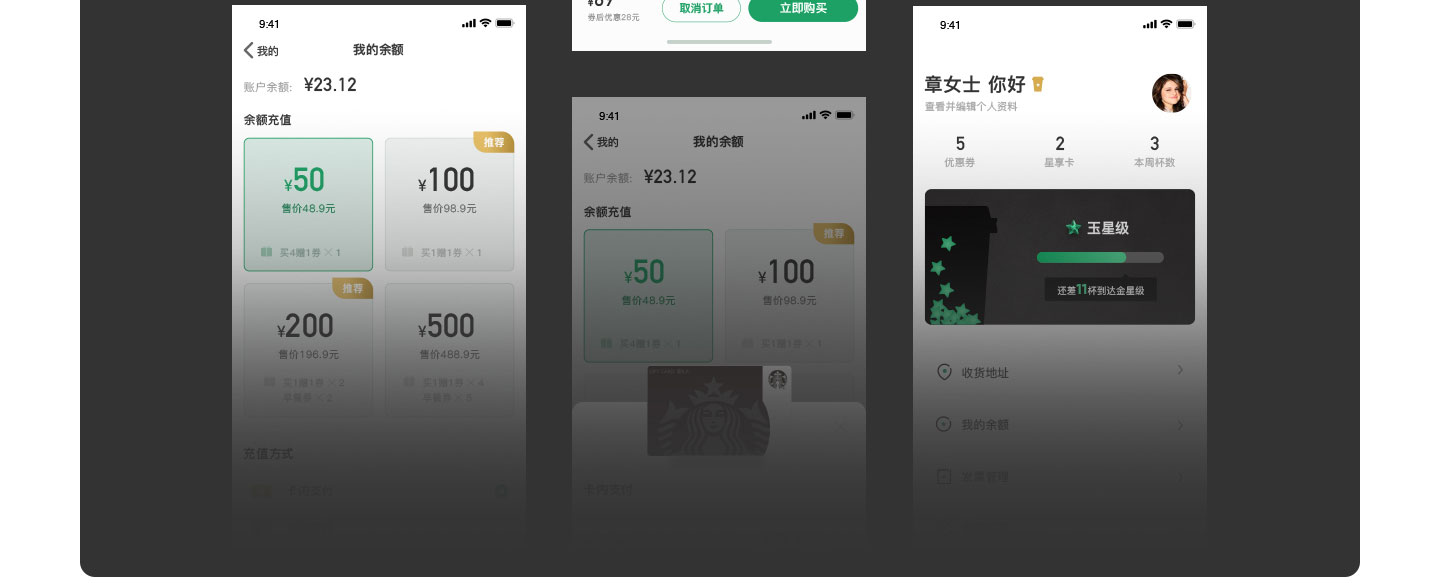 9:41
我的
我的余额
账户余额: ¥23.12
余额充值
推荐
¥50
售价48.9元
买4赠1券 × 1
¥100
售价98.9元
买1赠1券 × 1
推荐
¥200
售价196.9元
买1赠1券 × 2
早餐券 × 2
¥500
售价488.9元
买1赠1券 × 4
早餐券 × 8
充值方式
卡内支付
¥69
券后优惠28元
取消订单
立即购买
9:41
我的
我的余额
账户余额: ¥23.12
余额充值
推荐
¥50
售价48.9元
买4赠1券 × 1
¥100
售价98.9元
买1赠1券 × 1
卡内支付
9:41
章女士 你好
查看并编辑个人资料
5
2
3
优惠券
星享卡
本周杯数
玉星级
还差11杯到达金星级
收货地址
我的余额
发票管理